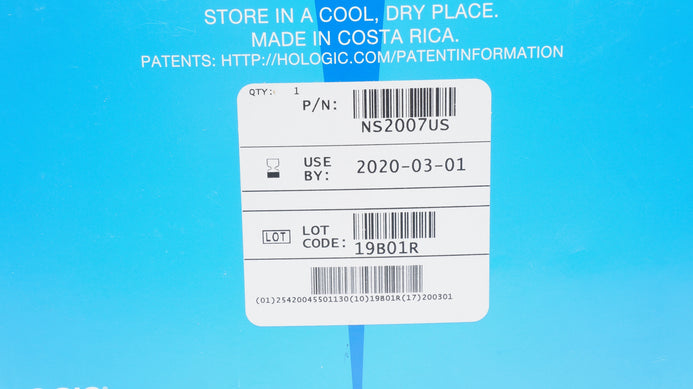 STORE IN A COOL, DRY PLACE.
MADE IN COSTA RICA.
PATENTS: HTTP://HOLOGIC.COM/PATENTINFORMATION
QTY: 1
P/N:
NS2007US
USE BY: 2020-03-01
LOT
LOT CODE:
19B01R
(01)25420045501130(10)19B01R(17)200301